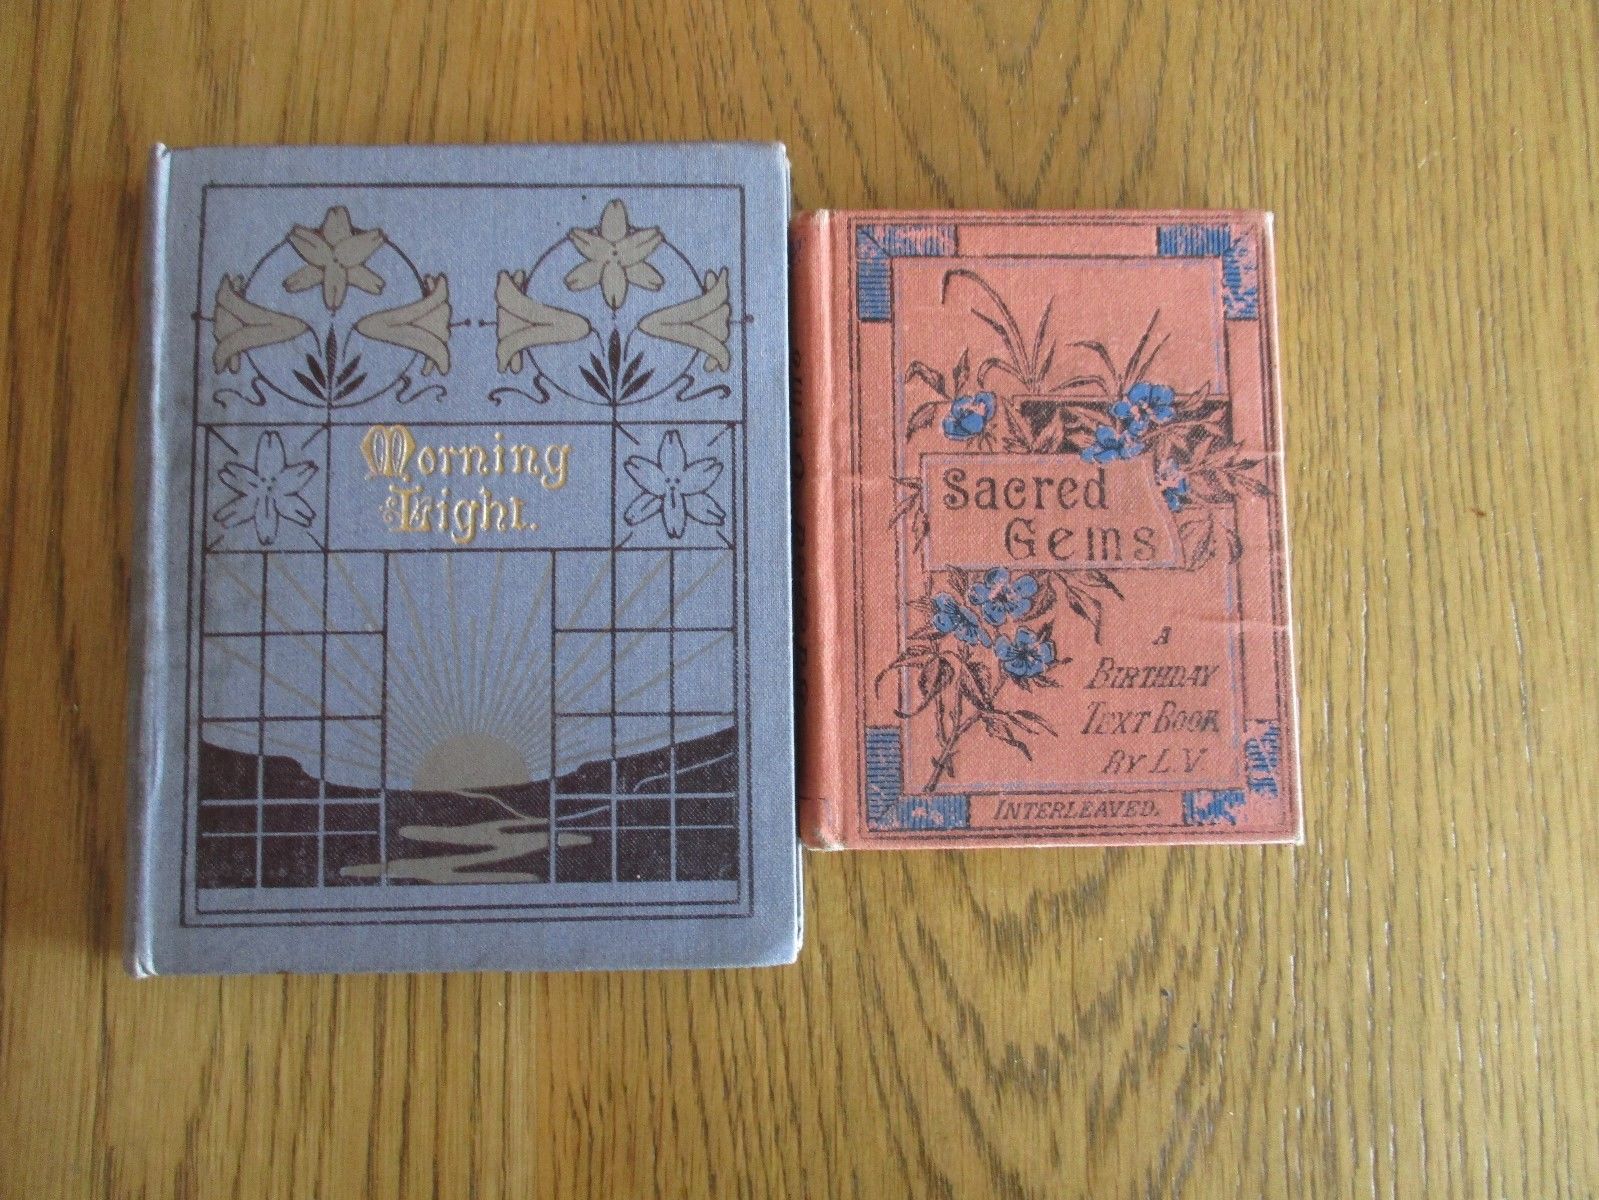 Morning
Light.
Sacred
Gems
A
BIRTHDAY
TEXT BOOK
BY L V
INTERLEAVED.